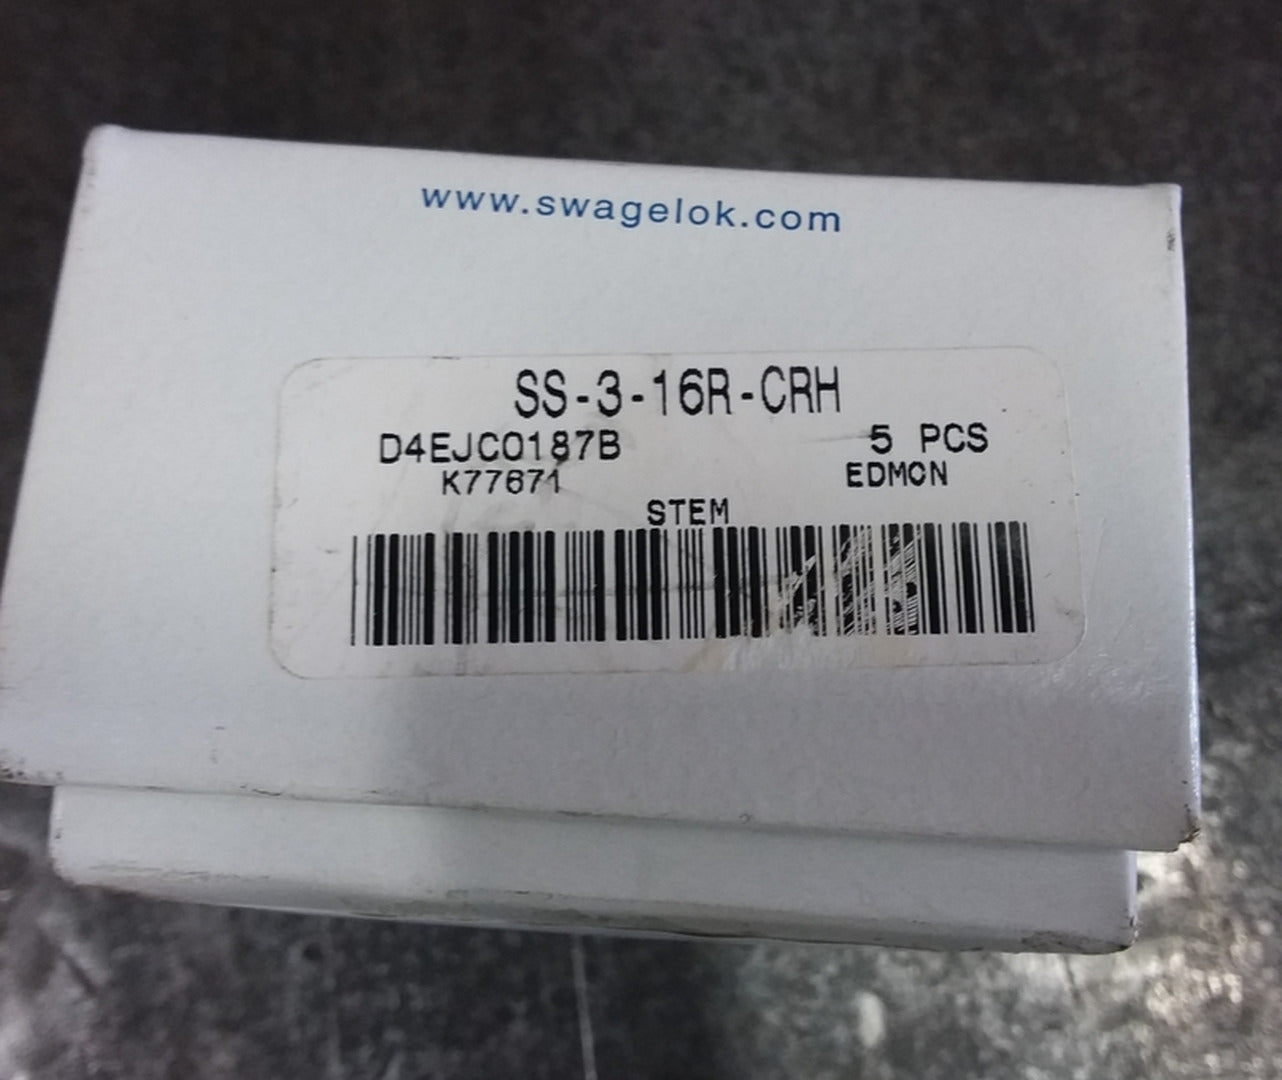 www.swagelok.com
SS-3-16R-CRH
D4EJC0187B 5 PCS
K77671 EDMON
STEM